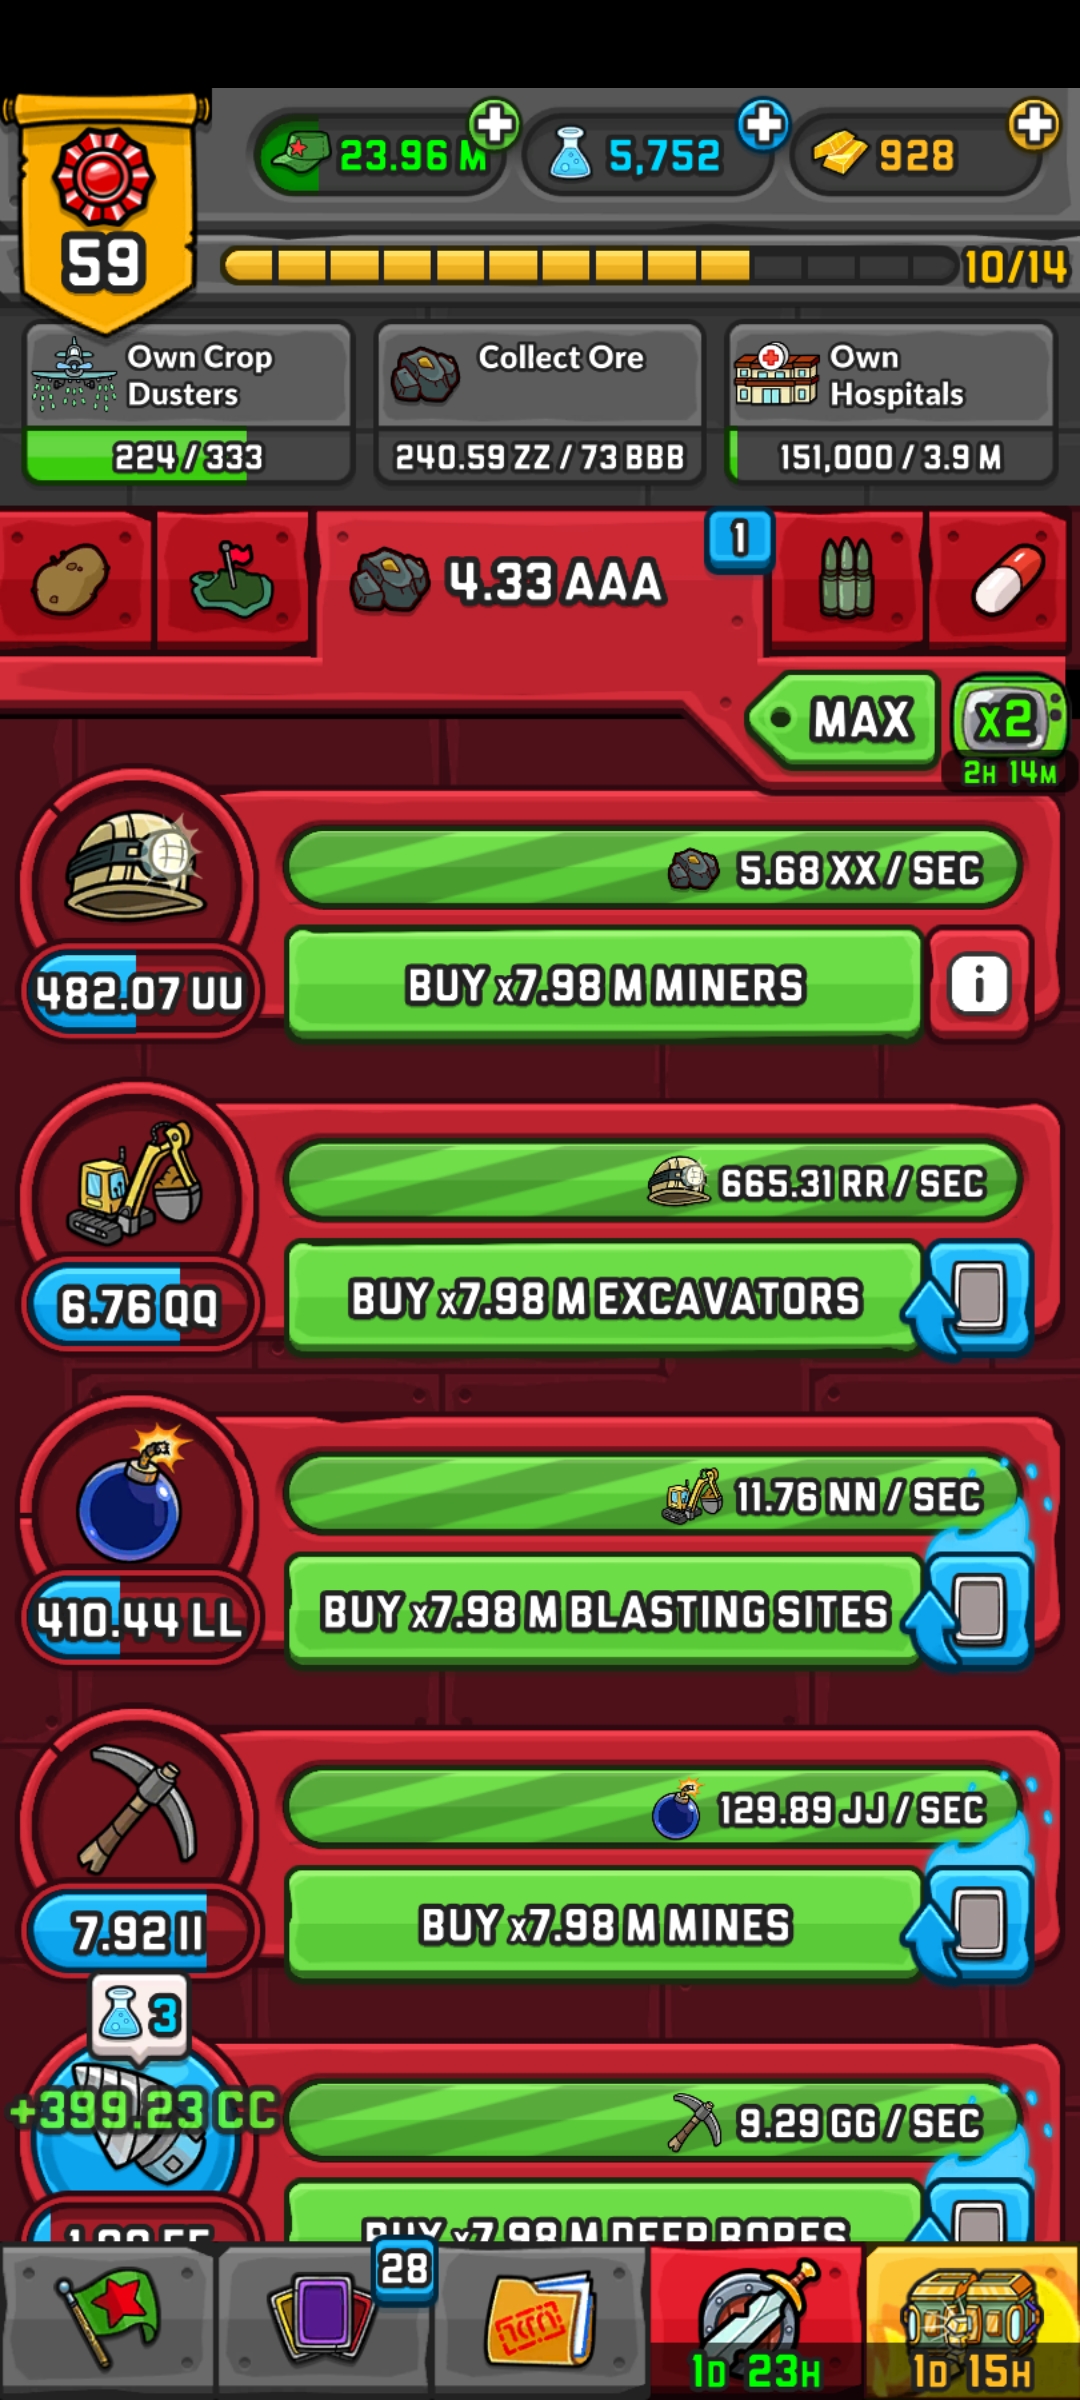 23.96 M
5,752
928
59
10/14
Own Crop
Dusters
224 / 333
Collect Ore
240.59 ZZ / 73 BBB
Own
Hospitals
151,000 / 3.9 M
4.33 AAA
1
MAX
x2
2H 14M
5.68 XX / SEC
482.07 UU
BUY x7.98 M MINERS
i
665.31 RR / SEC
6.76 QQ
BUY x7.98 M EXCAVATORS
11.76 NN / SEC
410.44 LL
BUY x7.98 M BLASTING SITES
129.89 JJ / SEC
7.92 II
BUY x7.98 M MINES
3
+399.23 CC
9.29 GG / SEC
BUY x7.98 M DEEP BORES
28
1D 23H
1D 15H